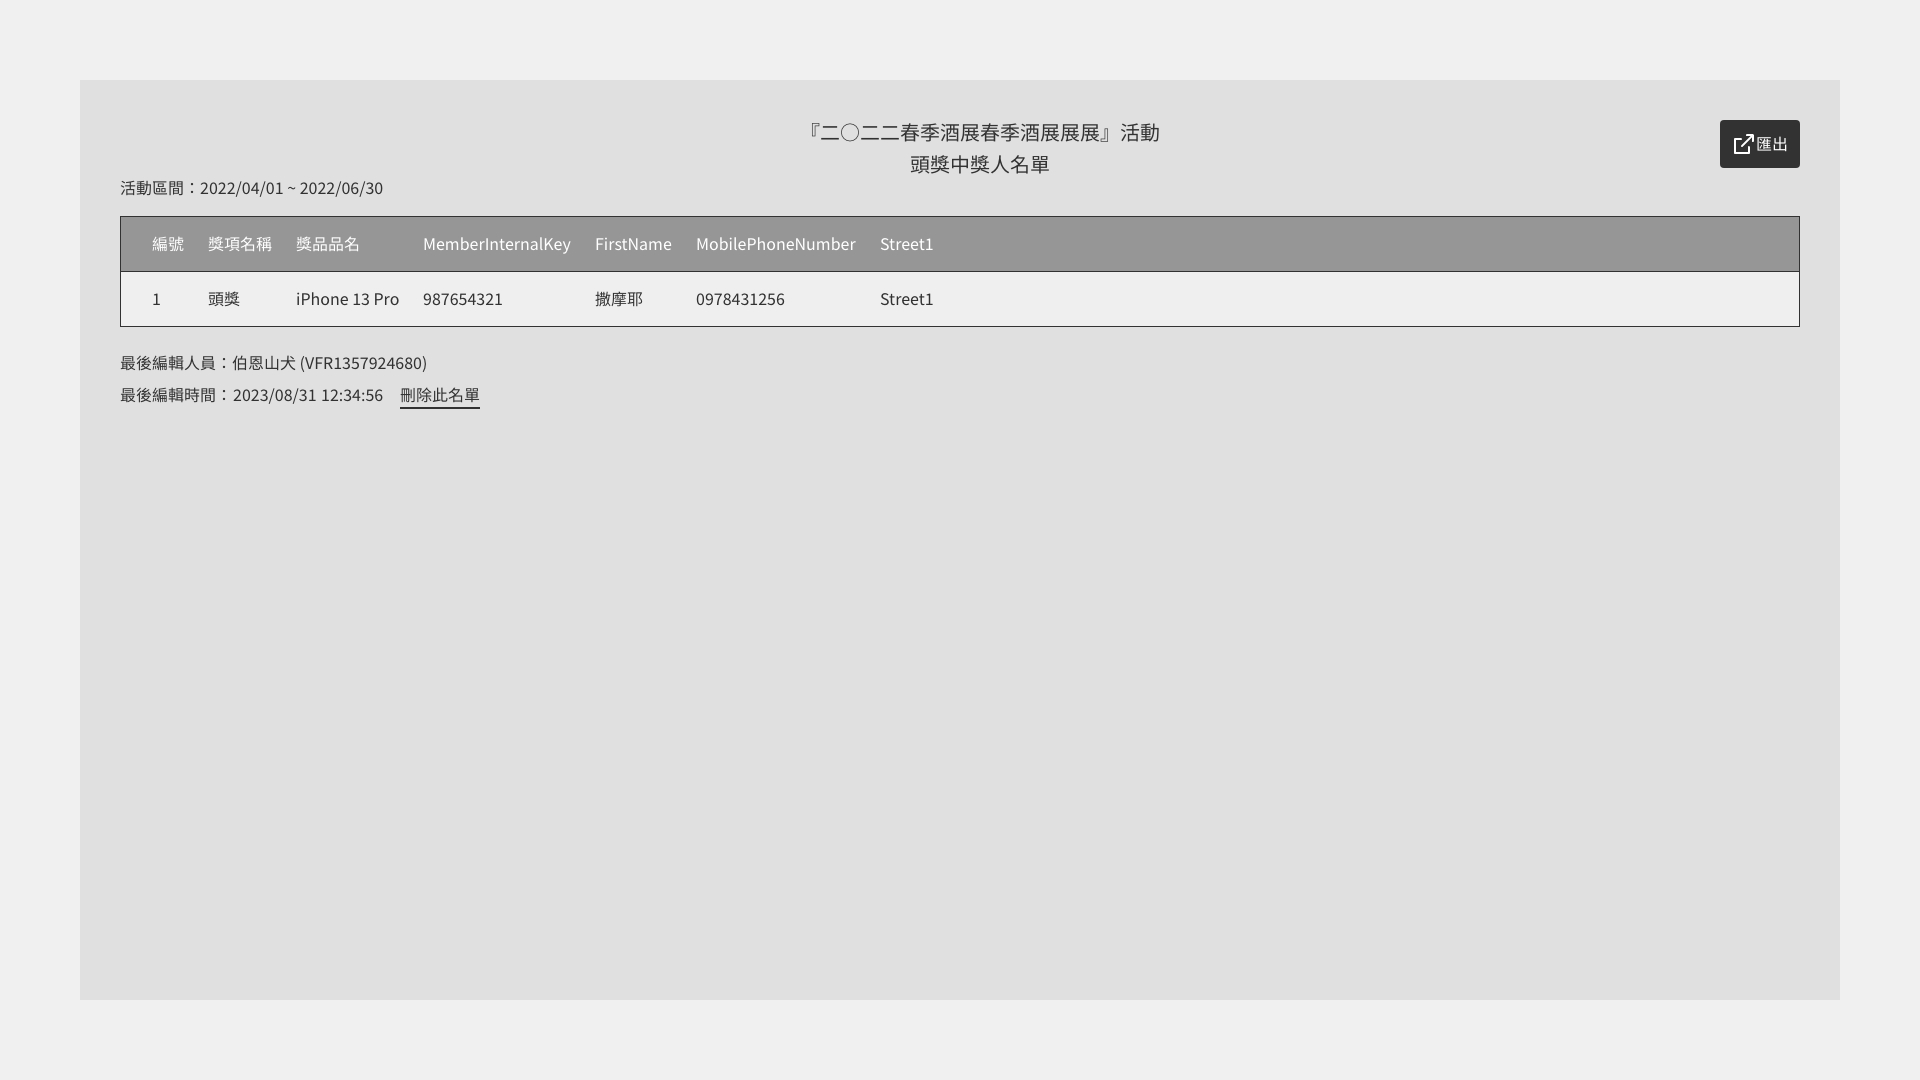 『二〇二二春季酒展春季酒展展展』活動
頭獎中獎人名單
匯出
活動區間：2022/04/01 ~ 2022/06/30
編號 獎項名稱 獎品品名 MemberInternalKey FirstName MobilePhoneNumber Street1
1 頭獎 iPhone 13 Pro 987654321 撒摩耶 0978431256 Street1
最後編輯人員：伯恩山犬 (VFR1357924680)
最後編輯時間：2023/08/31 12:34:56 刪除此名單